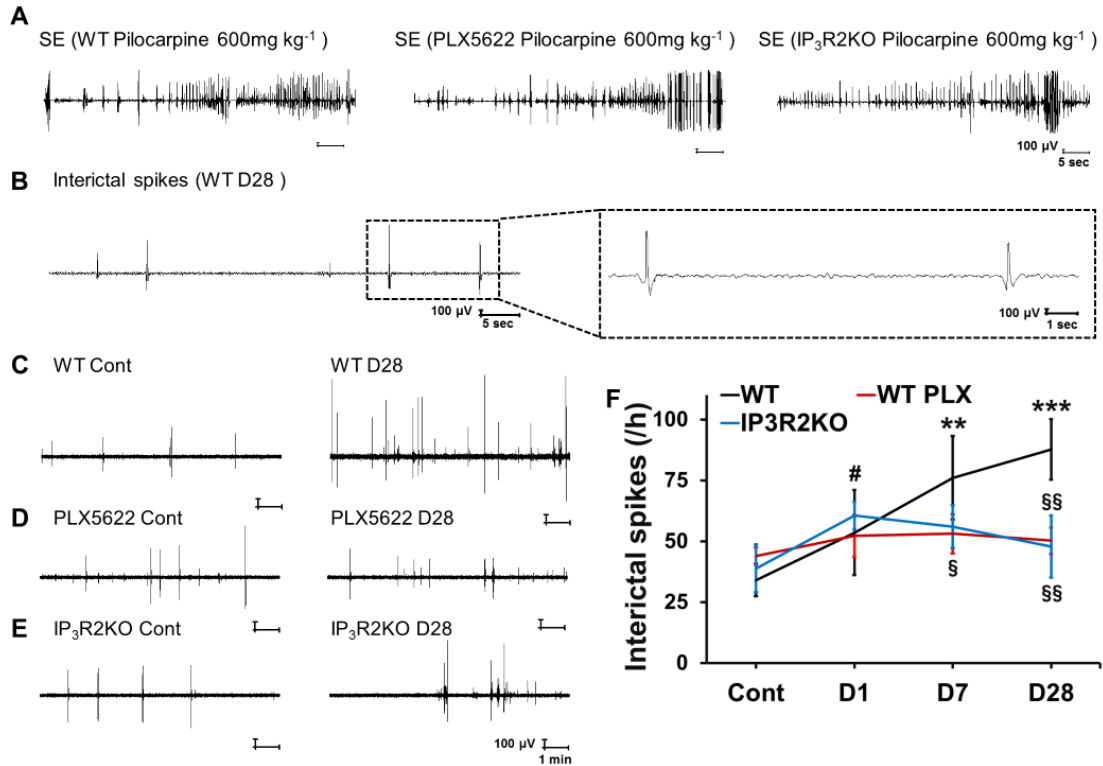 A
SE (WT Pilocarpine 600mg kg⁻¹ )
SE (PLX5622 Pilocarpine 600mg kg⁻¹ )
SE (IP₃R2KO Pilocarpine 600mg kg⁻¹ )
100 µV
5 sec
B
Interictal spikes (WT D28 )
100 µV
5 sec
100 µV
1 sec
C
WT Cont
WT D28
D
PLX5622 Cont
PLX5622 D28
E
IP₃R2KO Cont
IP₃R2KO D28
100 µV
1 min
F
WT
WT PLX
IP3R2KO
Interictal spikes (/h)
100
75
50
25
0
#
**
***
§
§§
§§
Cont
D1
D7
D28